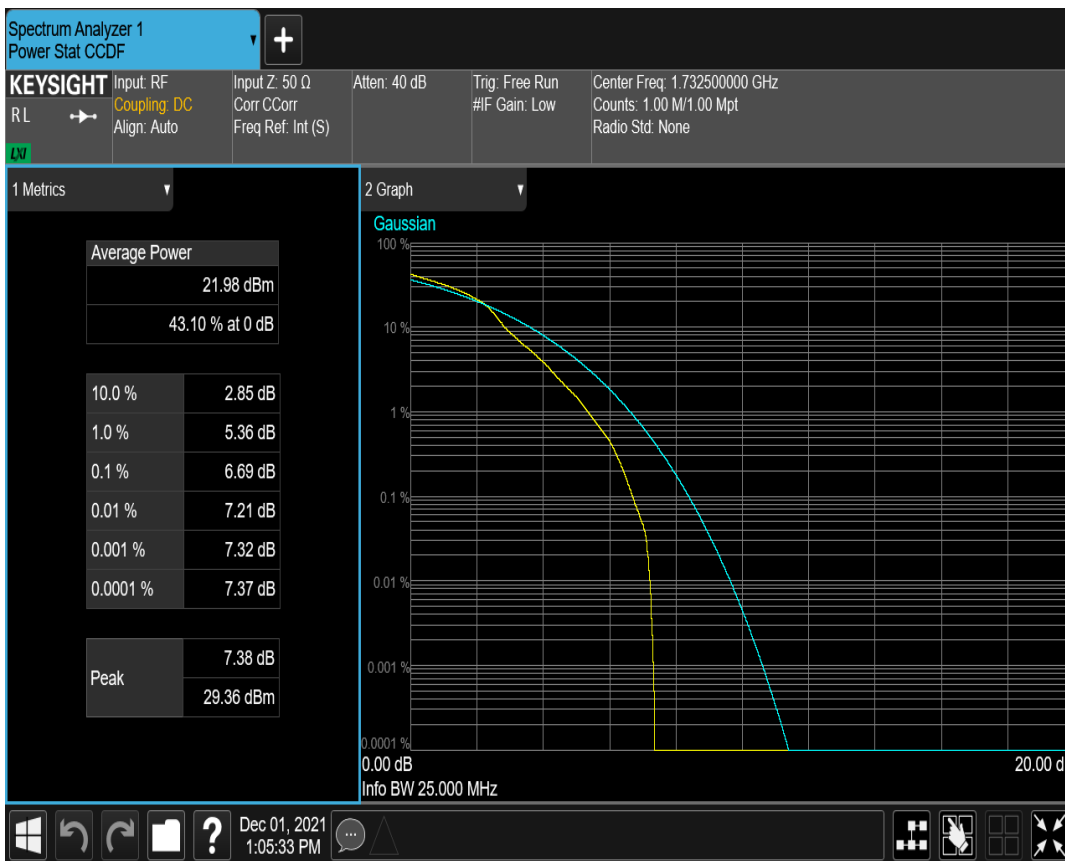 Spectrum Analyzer 1
Power Stat CCDF
+
KEYSIGHT
R L
LXI
Input: RF
Coupling: DC
Align: Auto
Input Z: 50 Ω
Corr CCorr
Freq Ref: Int (S)
Atten: 40 dB
Trig: Free Run
#IF Gain: Low
Center Freq: 1.732500000 GHz
Counts: 1.00 M/1.00 Mpt
Radio Std: None
1 Metrics
Average Power
21.98 dBm
43.10 % at 0 dB
10.0 % 2.85 dB
1.0 % 5.36 dB
0.1 % 6.69 dB
0.01 % 7.21 dB
0.001 % 7.32 dB
0.0001 % 7.37 dB
Peak
7.38 dB
29.36 dBm
2 Graph
Gaussian
100 %
10 %
1 %
0.1 %
0.01 %
0.001 %
0.0001 %
0.00 dB
20.00 d
Info BW 25.000 MHz
?
Dec 01, 2021
1:05:33 PM